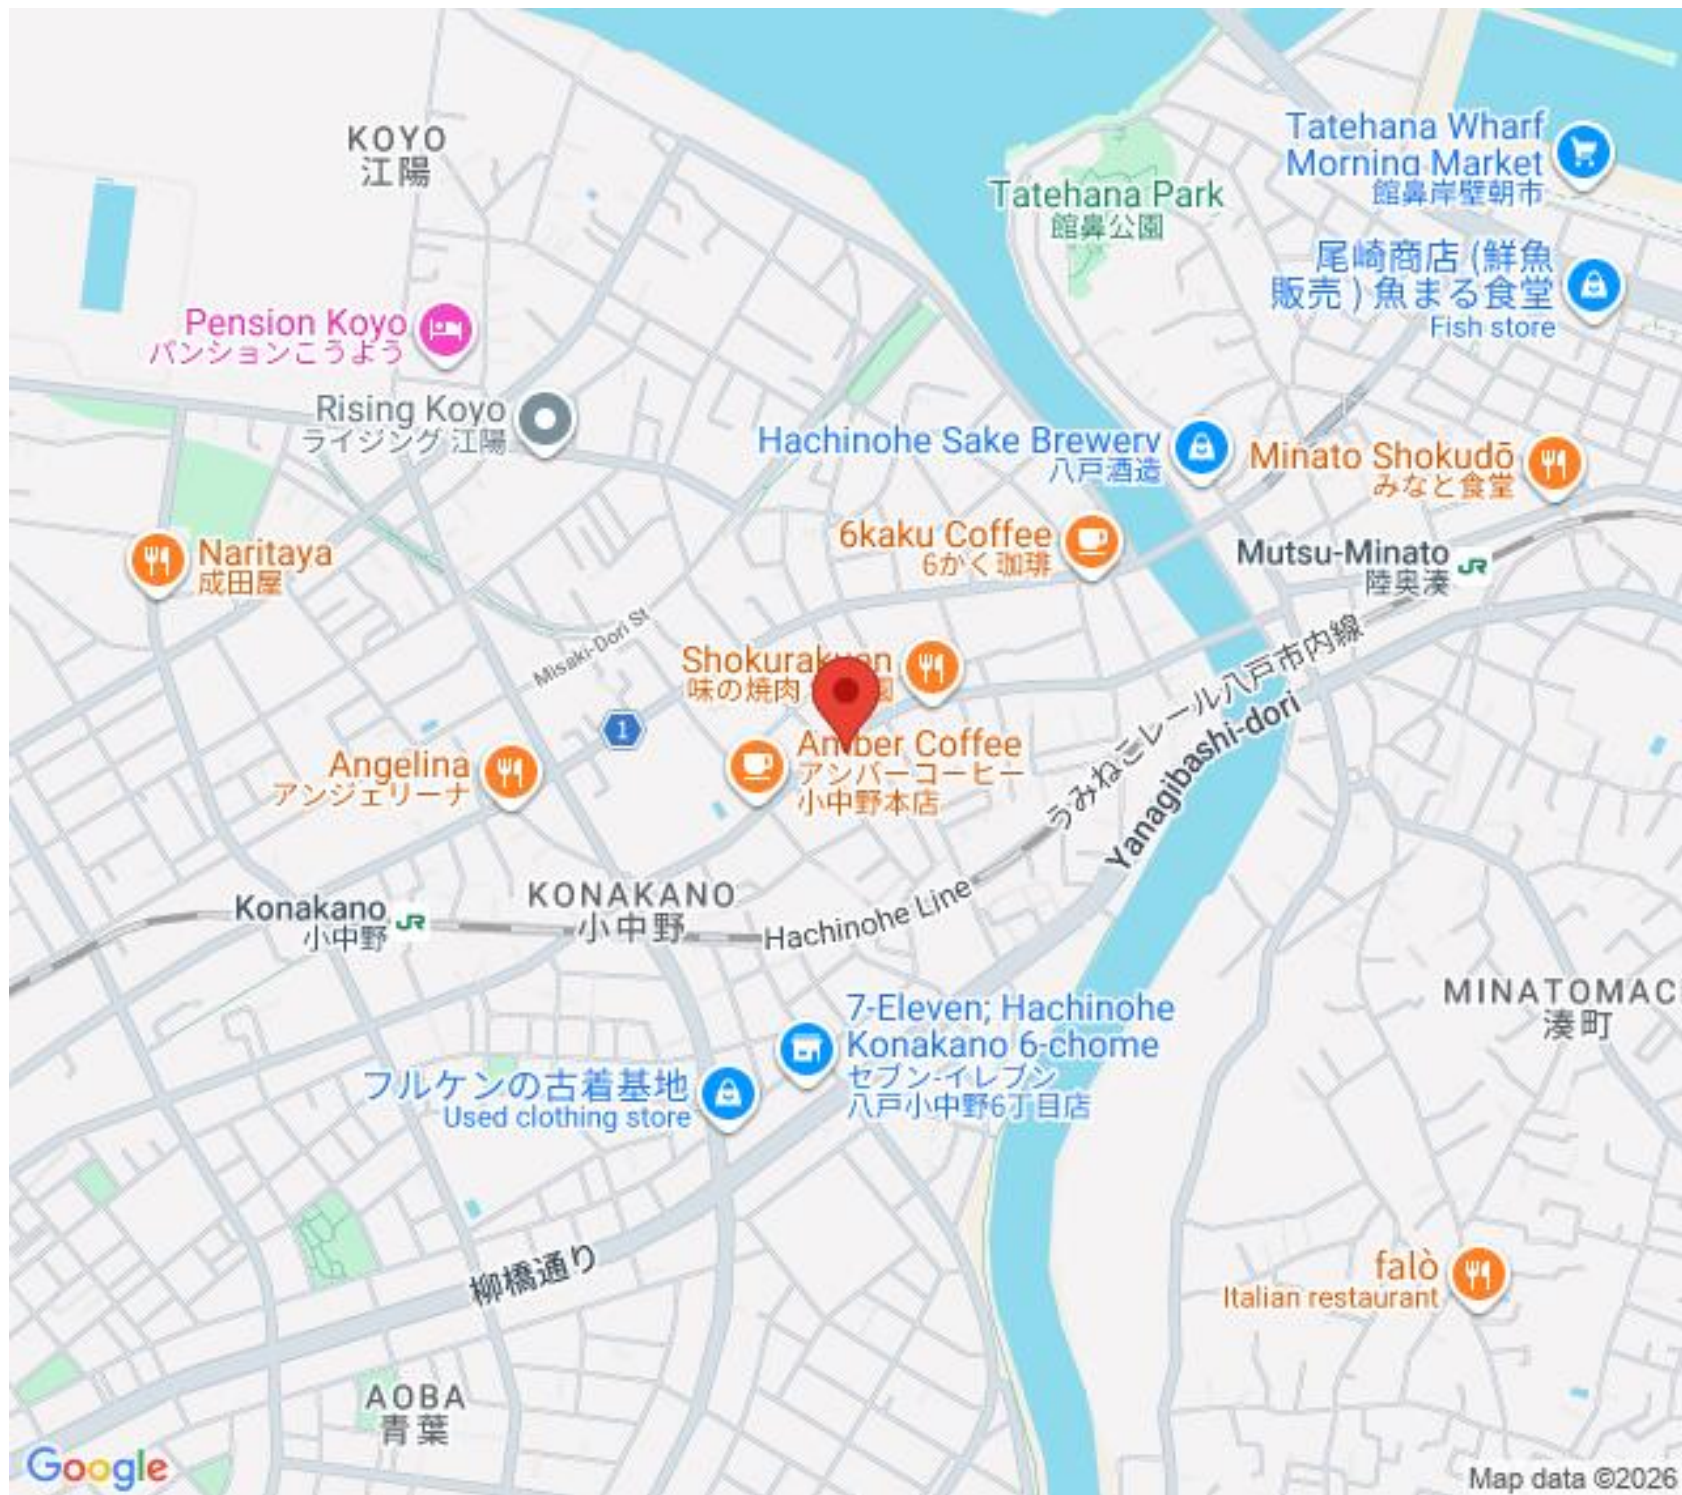 KOYO
江陽
Tatehana Wharf
Morning Market
館鼻岸壁朝市
Tatehana Park
館鼻公園
尾崎商店 (鮮魚
販売 ) 魚まる食堂
Fish store
Pension Koyo
パンションこうよう
Rising Koyo
ライジング 江陽
Hachinohe Sake Brewery
八戸酒造
Minato Shokudō
みなと食堂
6kaku Coffee
6かく珈琲
Naritaya
成田屋
Mutsu-Minato
陸奥湊
JR
Misaki-Dori St
味の焼肉
うみねこレール八戸市内線
Yanagibashi-dori
1
Amber Coffee
アンバーコーヒー
小中野本店
Angelina
アンジェリーナ
KONAKANO
小中野
Konakano
小中野
JR
Hachinohe Line
MINATOMAC
湊町
7-Eleven; Hachinohe
Konakano 6-chome
セブン-イレブン
八戸小中野6丁目店
フルケンの古着基地
Used clothing store
柳橋通り
falò
Italian restaurant
AOBA
青葉
Google
Map data ©2026